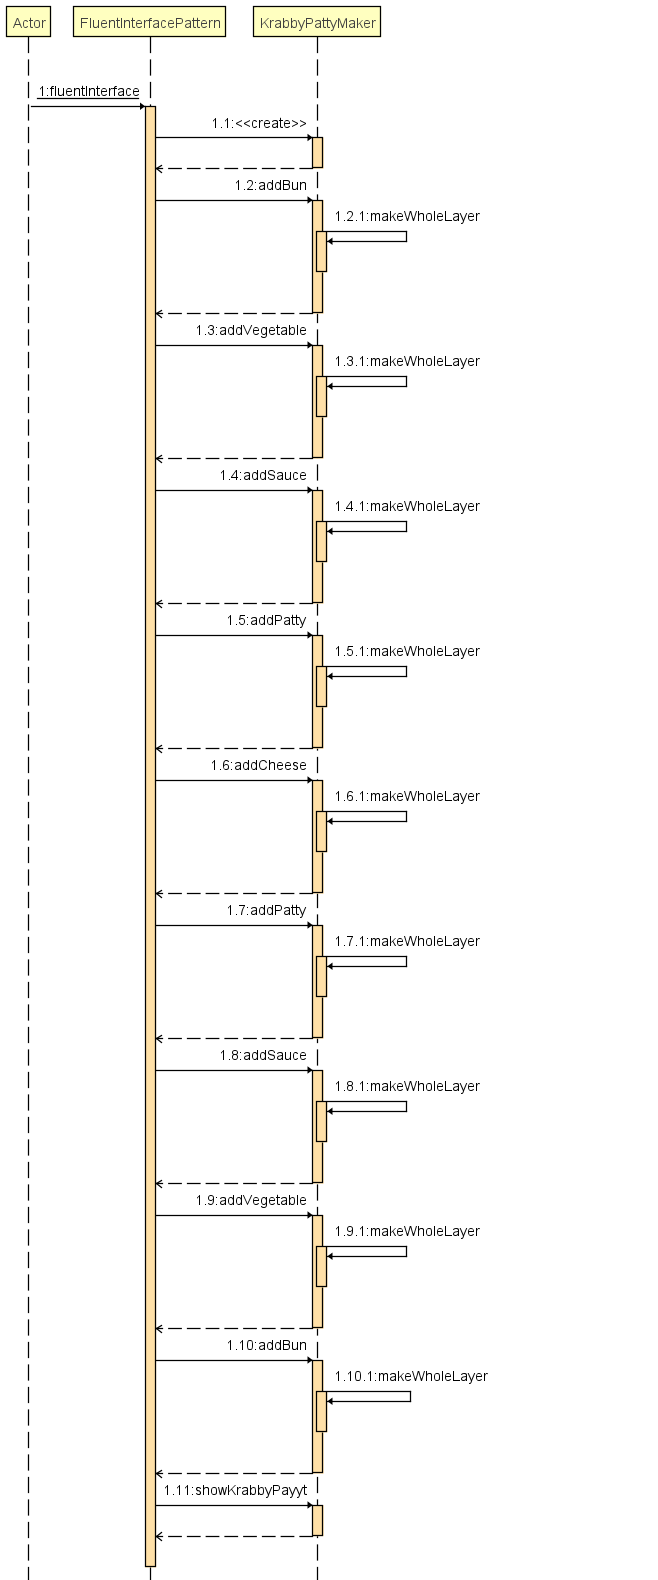 Actor
FluentInterfacePattern
KrabbyPattyMaker
1:fluentInterface
1.1:<<create>>
1.2:addBun
1.2.1:makeWholeLayer
1.3:addVegetable
1.3.1:makeWholeLayer
1.4:addSauce
1.4.1:makeWholeLayer
1.5:addPatty
1.5.1:makeWholeLayer
1.6:addCheese
1.6.1:makeWholeLayer
1.7:addPatty
1.7.1:makeWholeLayer
1.8:addSauce
1.8.1:makeWholeLayer
1.9:addVegetable
1.9.1:makeWholeLayer
1.10:addBun
1.10.1:makeWholeLayer
1.11:showKrabbyPayyt